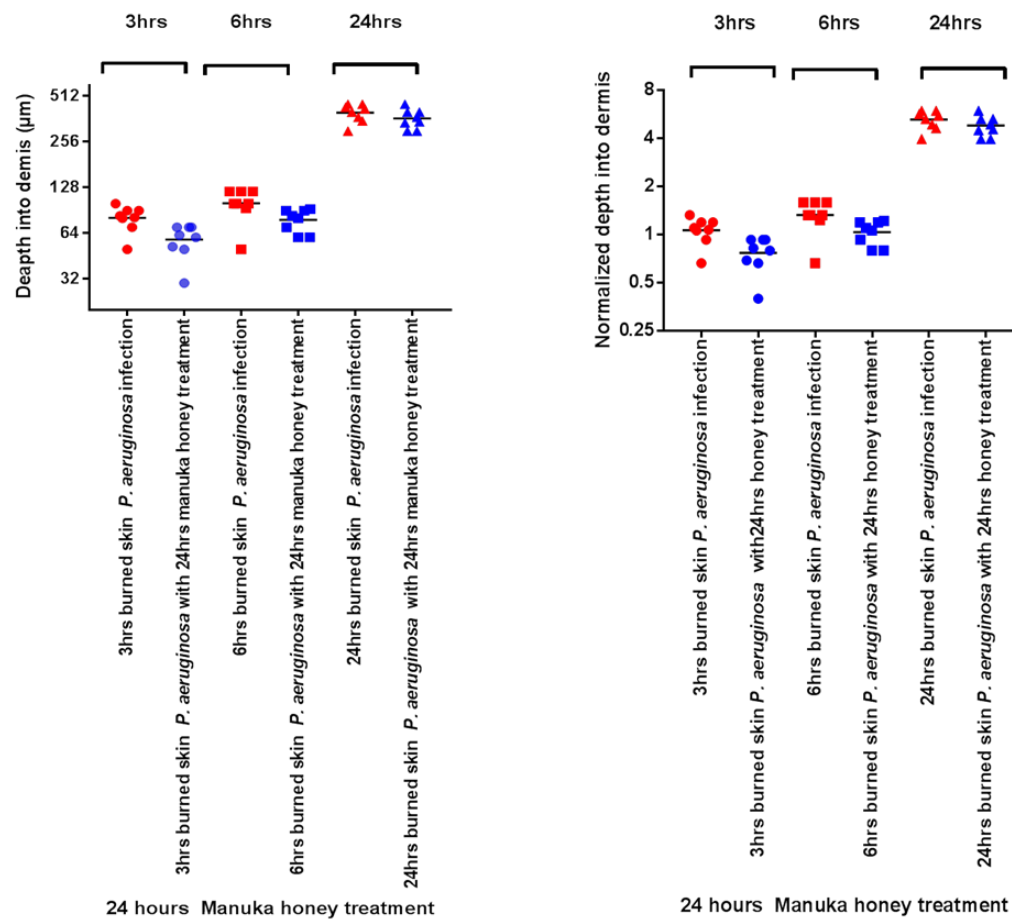 3hrs 6hrs 24hrs
Deapth into demis (µm)
512
256
128
64
32
3hrs burned skin P. aeruginosa infection
3hrs burned skin P. aeruginosa with 24hrs manuka honey treatment
6hrs burned skin P. aeruginosa infection
6hrs burned skin P. aeruginosa with 24hrs manuka honey treatment
24hrs burned skin P. aeruginosa infection
24hrs burned skin P. aeruginosa with 24hrs manuka honey treatment
24 hours Manuka honey treatment
3hrs 6hrs 24hrs
Normalized depth into dermis
8
4
2
1
0.5
0.25
3hrs burned skin P. aeruginosa infection
3hrs burned skin P. aeruginosa with24hrs honey treatment
6hrs burned skin P. aeruginosa infection
6hrs burned skin P. aeruginosa with 24hrs honey treatment
24hrs burned skin P. aeruginosa infection
24hrs burned skin P. aeruginosa with 24hrs honey treatment
24 hours Manuka honey treatment